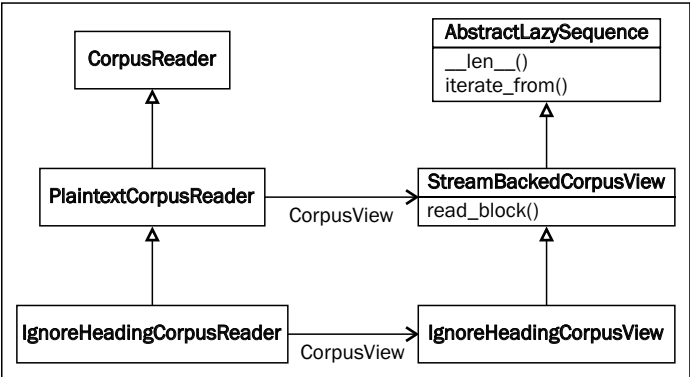 CorpusReader
AbstractLazySequence
__len__()
iterate_from()
PlaintextCorpusReader
CorpusView
StreamBackedCorpusView
read_block()
IgnoreHeadingCorpusReader
CorpusView
IgnoreHeadingCorpusView